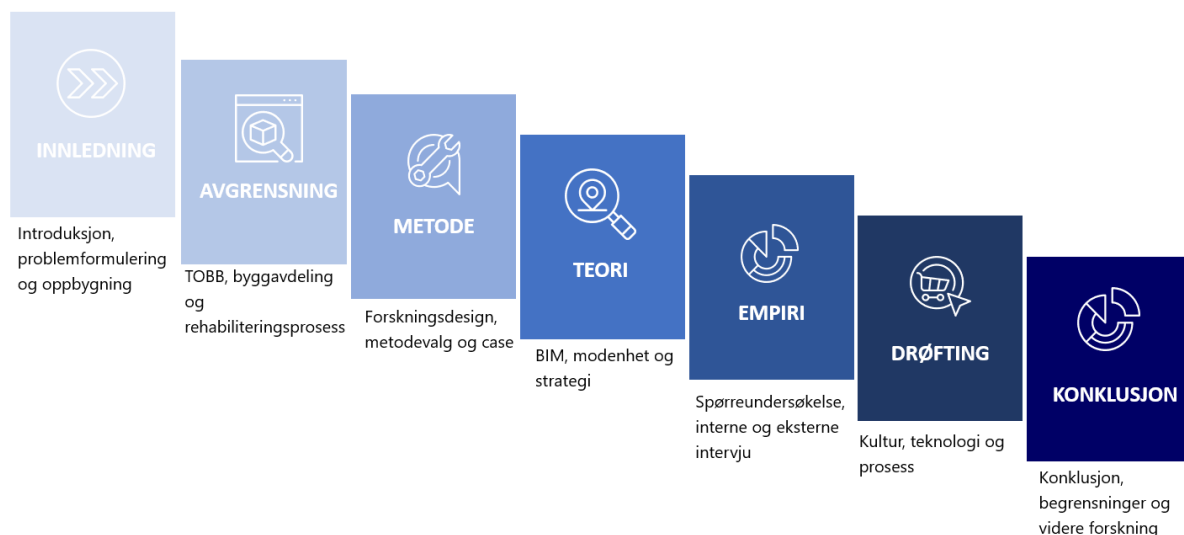 INNLEDNING
Introduksjon,
problemformulering
og oppbygning
AVGRENSNING
TOBB, byggavdeling
og
rehabiliteringsprosess
METODE
Forskningsdesign,
metodevalg og case
TEORI
BIM, modenhet og
strategi
EMPIRI
Spørreundersøkelse,
interne og eksterne
intervju
DRØFTING
Kultur, teknologi og
prosess
KONKLUSJON
Konklusjon,
begrensninger og
videre forskning